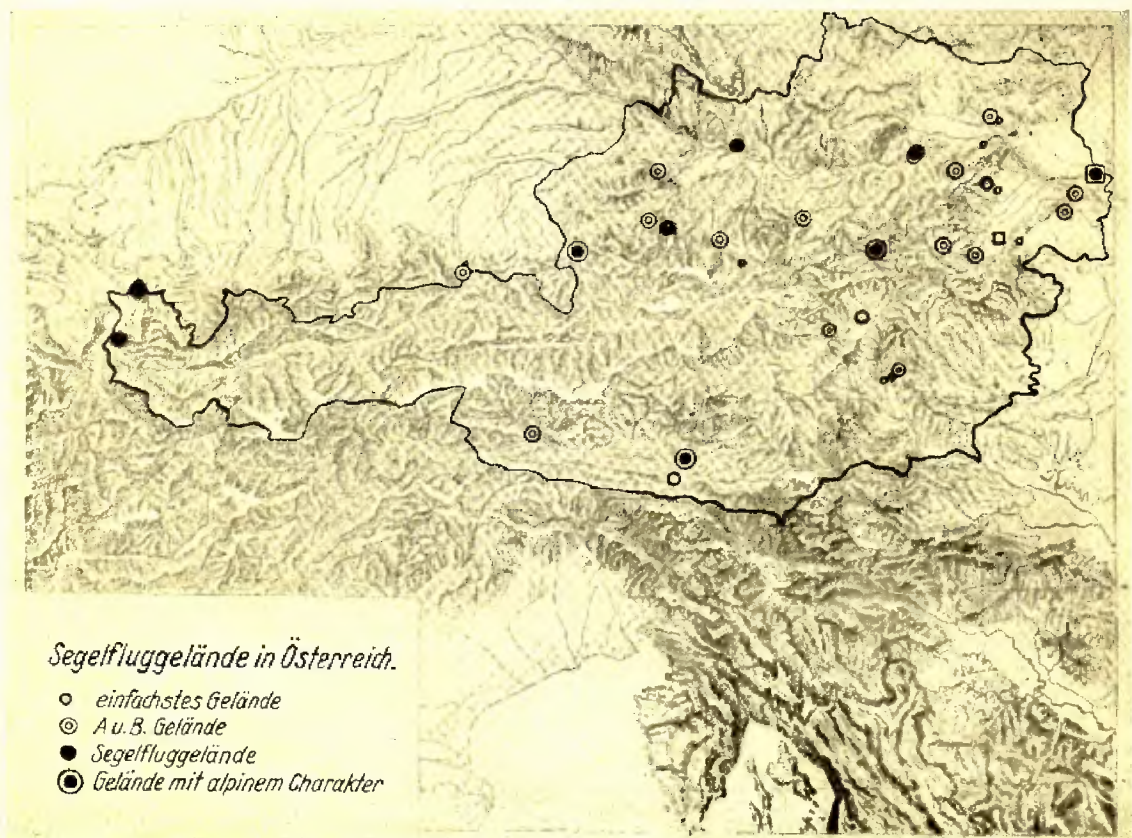 Segelfluggelände in Österreich.
einfachstes Gelände
A u. B. Gelände
Segelfluggelände
Gelände mit alpinem Charakter